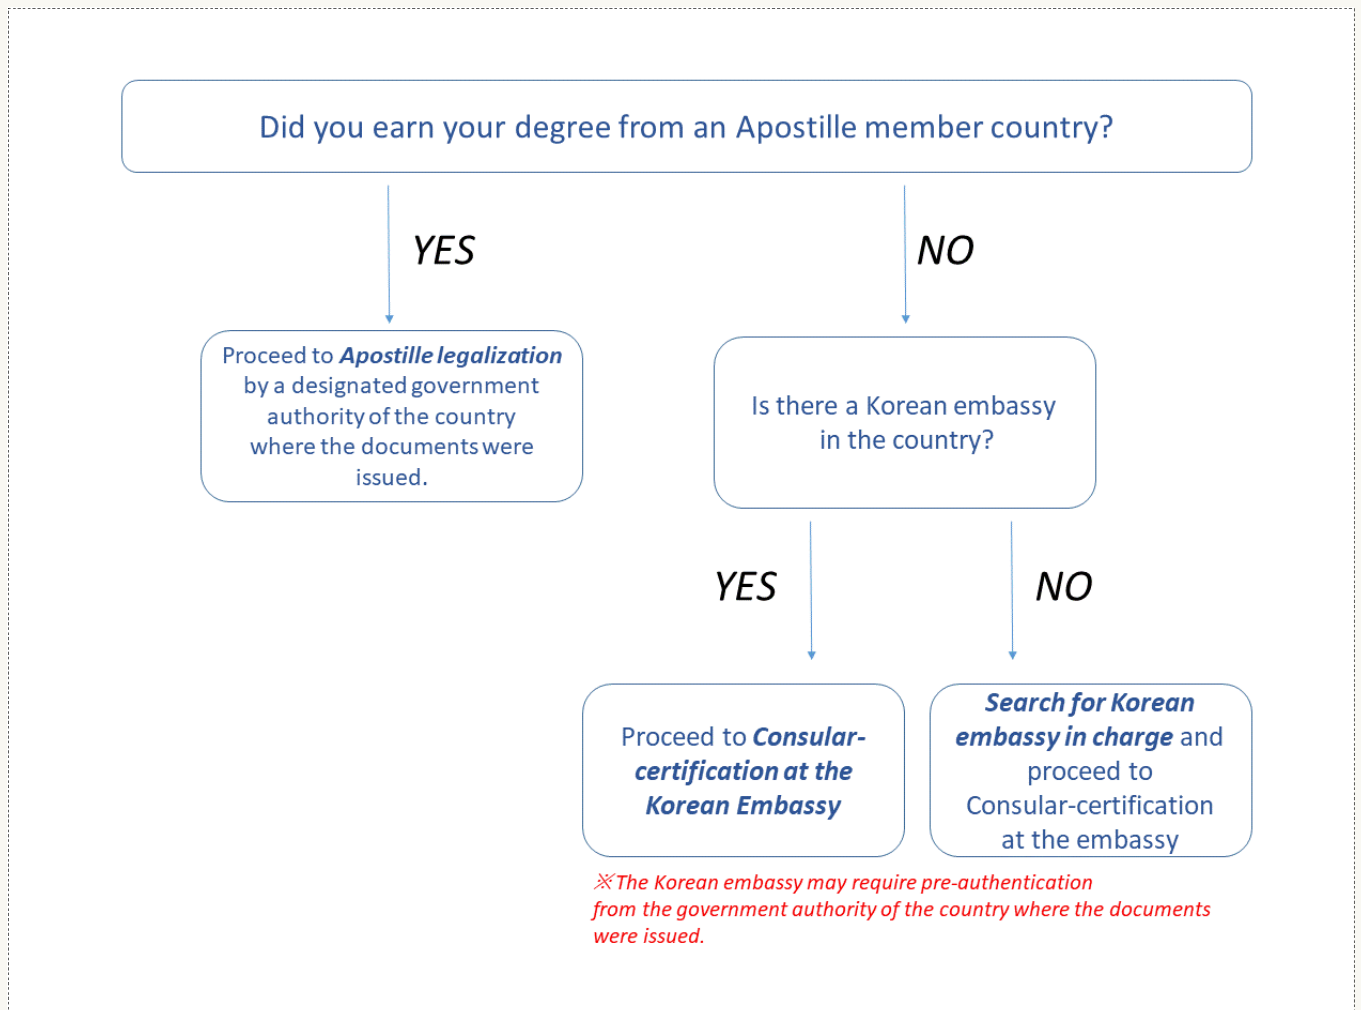 Did you earn your degree from an Apostille member country?
YES
NO
Proceed to Apostille legalization
by a designated government
authority of the country
where the documents were
issued.
Is there a Korean embassy
in the country?
YES
NO
Proceed to Consular-
certification at the
Korean Embassy
Search for Korean
embassy in charge and
proceed to
Consular-certification
at the embassy
※The Korean embassy may require pre-authentication
from the government authority of the country where the documents
were issued.